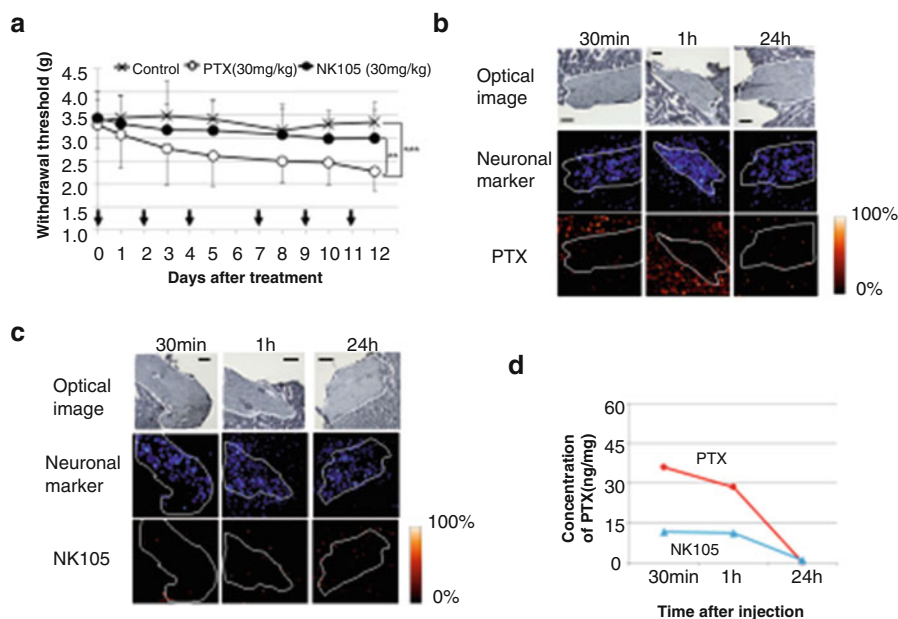 a
Control PTX(30mg/kg) NK105 (30mg/kg)
Withdrawal threshold (g)
4.5
4.0
3.5
3.0
2.5
2.0
1.5
1.0
**
***
0 1 2 3 4 5 6 7 8 9 10 11 12
Days after treatment
b
30min 1h 24h
Optical
image
Neuronal
marker
PTX
100%
0%
c
30min 1h 24h
Optical
image
Neuronal
marker
NK105
100%
0%
d
Concentration
of PTX(ng/mg)
60
45
30
15
0
PTX
NK105
30min 1h 24h
Time after injection